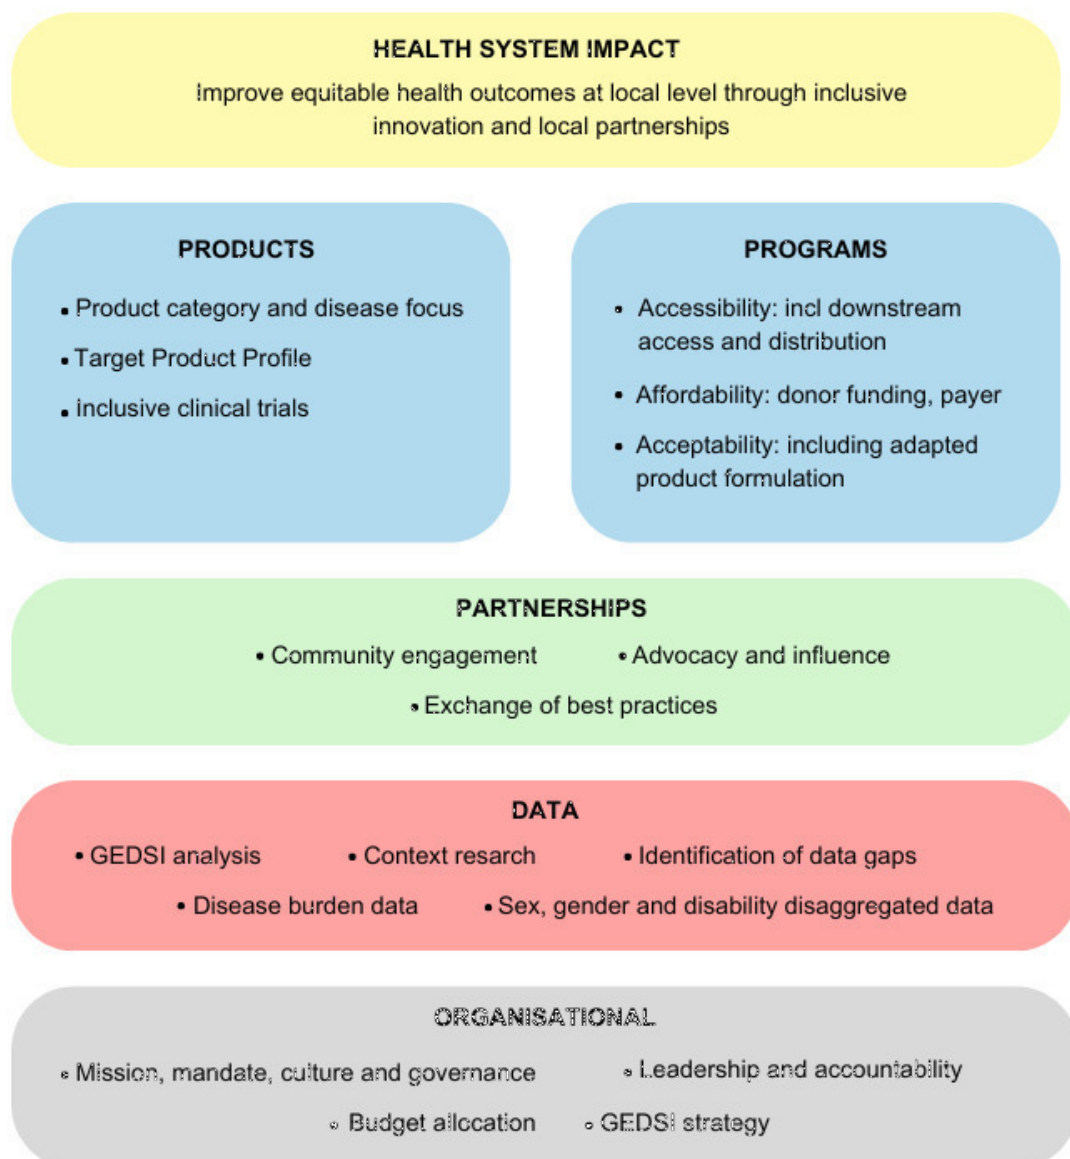 HEALTH SYSTEM IMPACT
Improve equitable health outcomes at local level through inclusive
innovation and local partnerships
PRODUCTS
• Product category and disease focus
• Target Product Profile
• Inclusive clinical trials
PROGRAMS
• Accessibility: incl downstream
access and distribution
• Affordability: donor funding, payer
• Acceptability: including adapted
product formulation
PARTNERSHIPS
• Community engagement • Advocacy and influence
• Exchange of best practices
DATA
• GEDSI analysis • Context resarch • Identification of data gaps
• Disease burden data • Sex, gender and disability disaggregated data
ORGANISATIONAL
• Mission, mandate, culture and governance • Leadership and accountability
• Budget allocation • GEDSI strategy